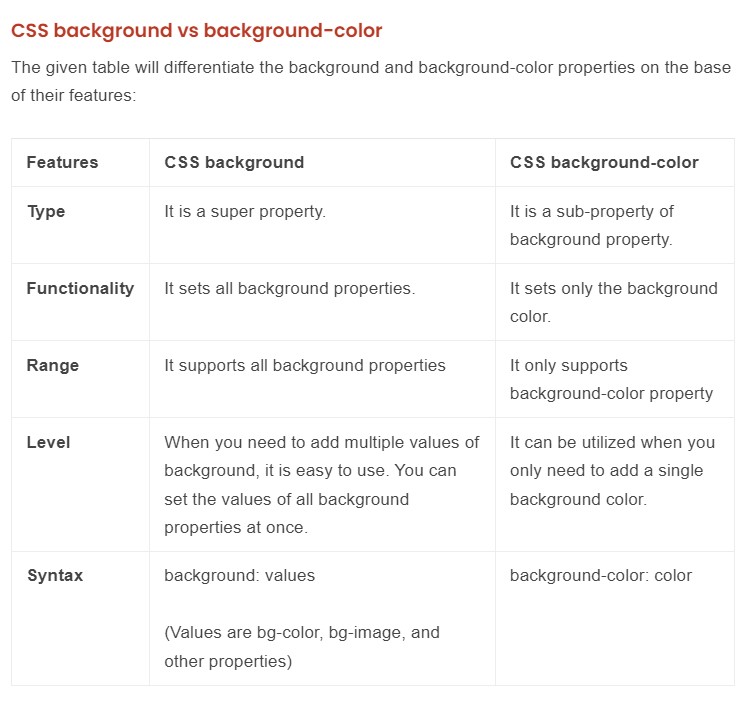 CSS background vs background-color
The given table will differentiate the background and background-color properties on the base
of their features:
Features
CSS background
CSS background-color
Type
It is a super property.
It is a sub-property of
background property.
Functionality
It sets all background properties.
It sets only the background
color.
Range
It supports all background properties
It only supports
background-color property
Level
When you need to add multiple values of
background, it is easy to use. You can
set the values of all background
properties at once.
It can be utilized when you
only need to add a single
background color.
Syntax
background: values
(Values are bg-color, bg-image, and
other properties)
background-color: color